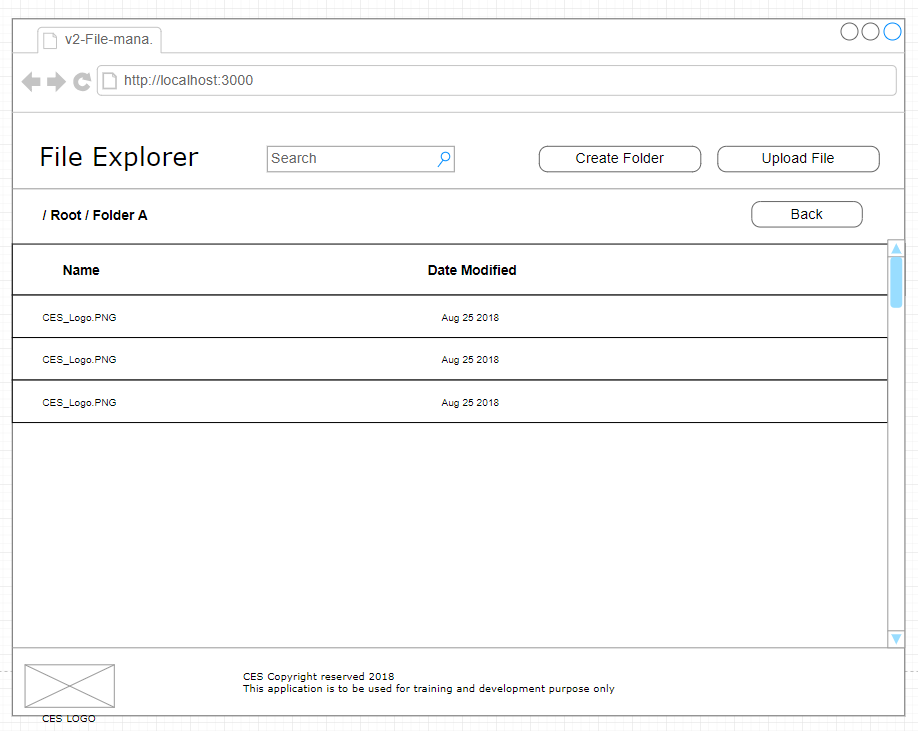 v2-File-mana.
http://localhost:3000
File Explorer
Search
Create Folder
Upload File
/ Root / Folder A
Back
Name
Date Modified
CES_Logo.PNG
Aug 25 2018
CES_Logo.PNG
Aug 25 2018
CES_Logo.PNG
Aug 25 2018
CES Copyright reserved 2018
This application is to be used for training and development purpose only
CES LOGO